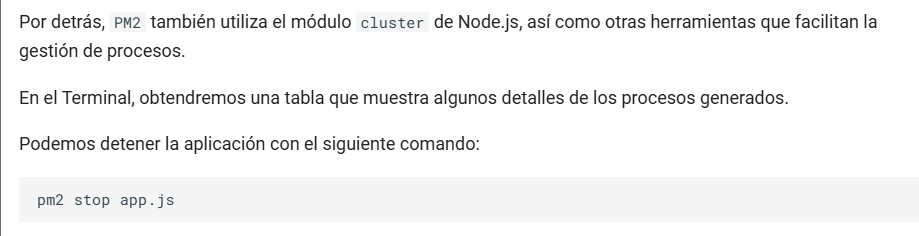 Por detrás, PM2 también utiliza el módulo cluster de Node.js, así como otras herramientas que facilitan la
gestión de procesos.
En el Terminal, obtendremos una tabla que muestra algunos detalles de los procesos generados.
Podemos detener la aplicación con el siguiente comando:
pm2 stop app.js